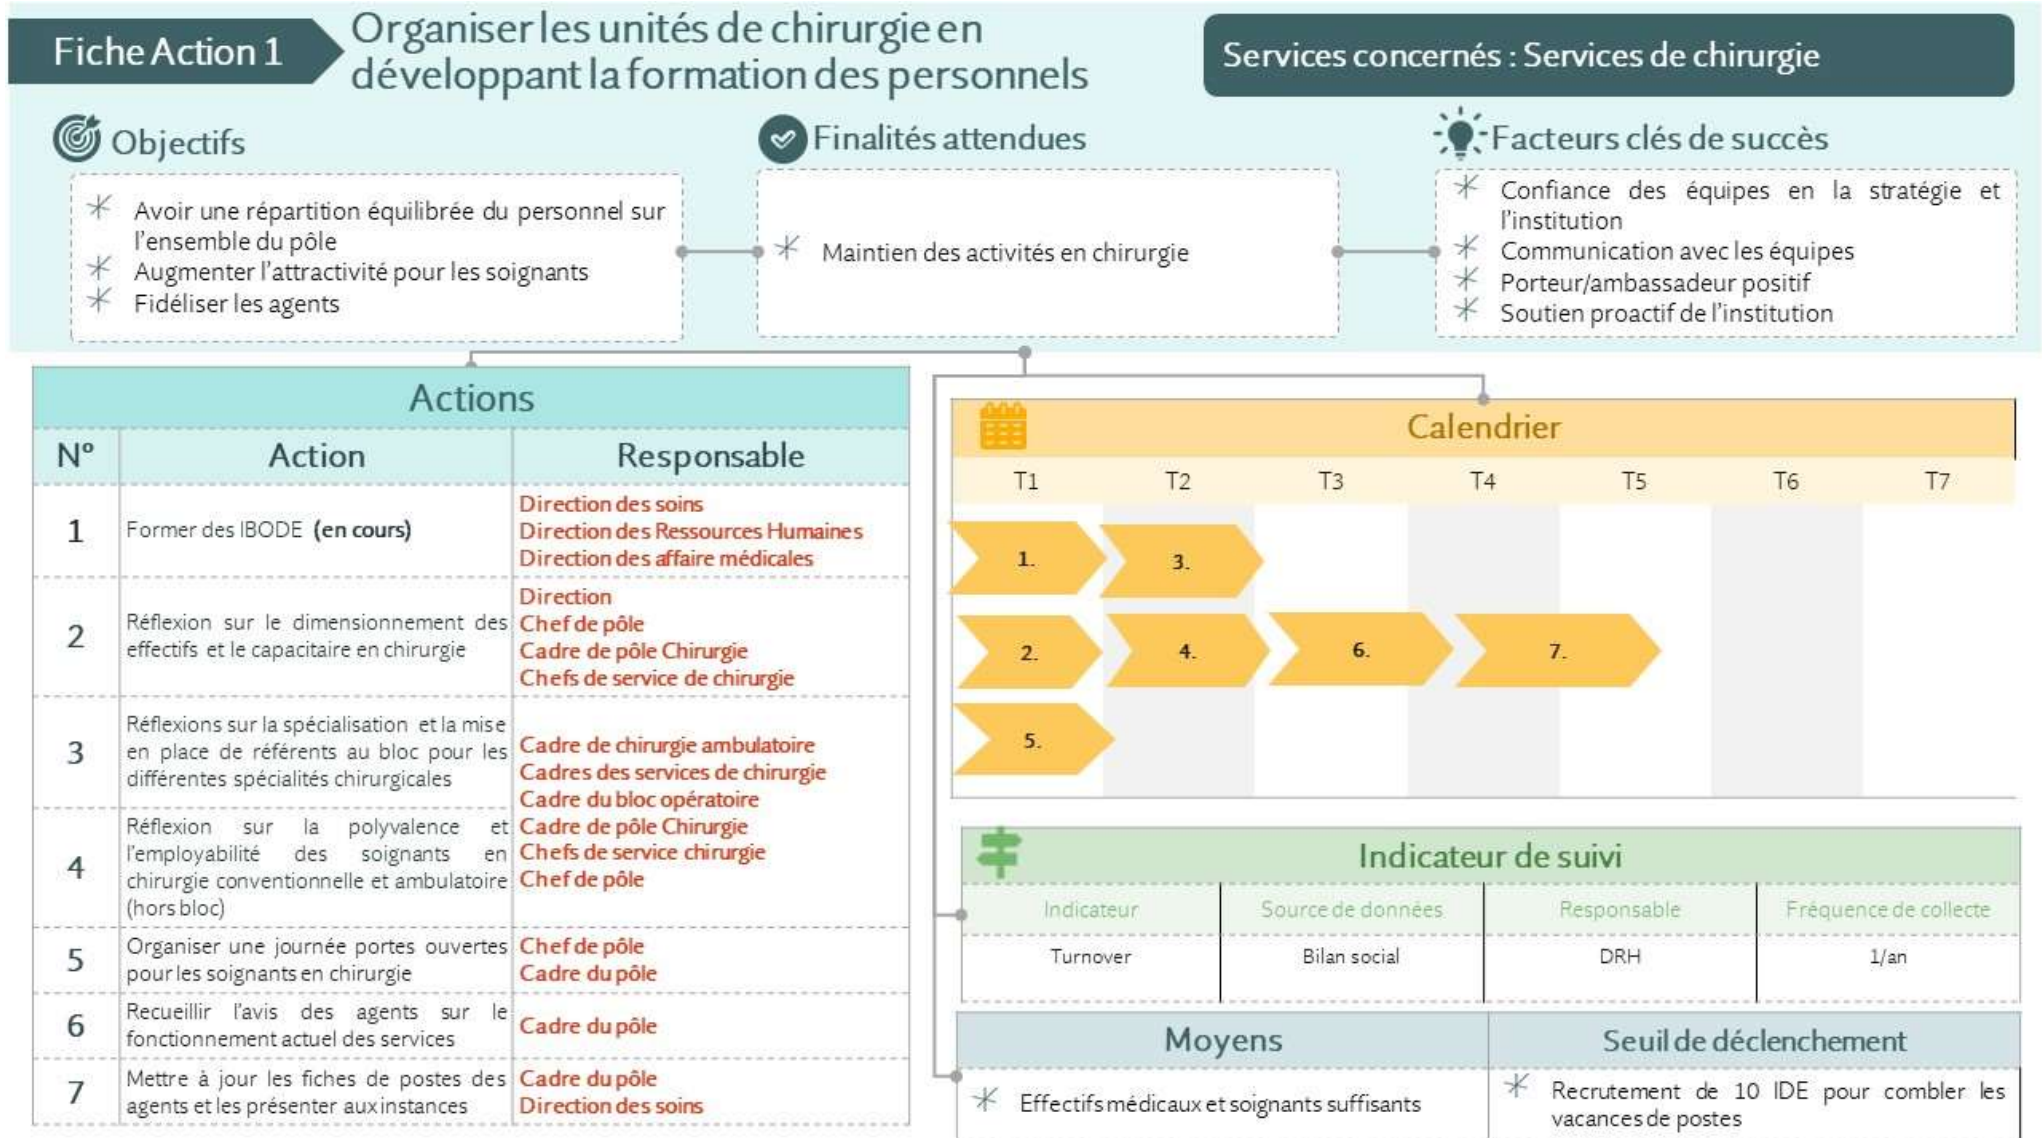 Fiche Action 1
Organiser les unités de chirurgie en
développant la formation des personnels
Services concernés : Services de chirurgie
Objectifs
Avoir une répartition équilibrée du personnel sur
l'ensemble du pôle
Augmenter l'attractivité pour les soignants
Fidéliser les agents
Finalités attendues
Maintien des activités en chirurgie
Facteurs clés de succès
Confiance des équipes en la stratégie et
l'institution
Communication avec les équipes
Porteur/ambassadeur positif
Soutien proactif de l'institution
Actions
N° Action Responsable
1
Former des IBODE (en cours)
Direction des soins
Direction des Ressources Humaines
Direction des affaire médicales
2
Réflexion sur le dimensionnement des
effectifs et le capacitaire en chirurgie
Direction
Chef de pôle
Cadre de pôle Chirurgie
Chefs de service de chirurgie
3
Réflexions sur la spécialisation et la mise
en place de référents au bloc pour les
différentes spécialités chirurgicales
4
Réflexion sur la polyvalence et
l'employabilité des soignants en
chirurgie conventionnelle et ambulatoire
(hors bloc)
Cadre de chirurgie ambulatoire
Cadres des services de chirurgie
Cadre du bloc opératoire
Cadre de pôle Chirurgie
Chefs de service chirurgie
Chef de pôle
5
Organiser une journée portes ouvertes
pour les soignants en chirurgie
Chef de pôle
Cadre du pôle
6
Recueillir l'avis des agents sur le
fonctionnement actuel des services
Cadre du pôle
7
Mettre à jour les fiches de postes des
agents et les présenter aux instances
Cadre du pôle
Direction des soins
Calendrier
T1 T2 T3 T4 T5 T6 T7
1. 3.
2. 4. 6. 7.
5.
Indicateur de suivi
Indicateur Source de données Responsable Fréquence de collecte
Turnover Bilan social DRH 1/an
Moyens
Effectifs médicaux et soignants suffisants
Seuil de déclenchement
Recrutement de 10 IDE pour combler les
vacances de postes